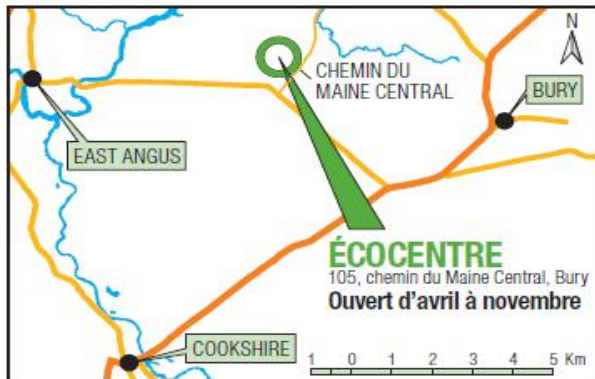 N
CHEMIN DU
MAINE CENTRAL
BURY
EAST ANGUS
ÉCOCENTRE
105, chemin du Maine Central, Bury
Ouvert d'avril à novembre
COOKSHIRE
1 0 1 2 3 4 5 Km